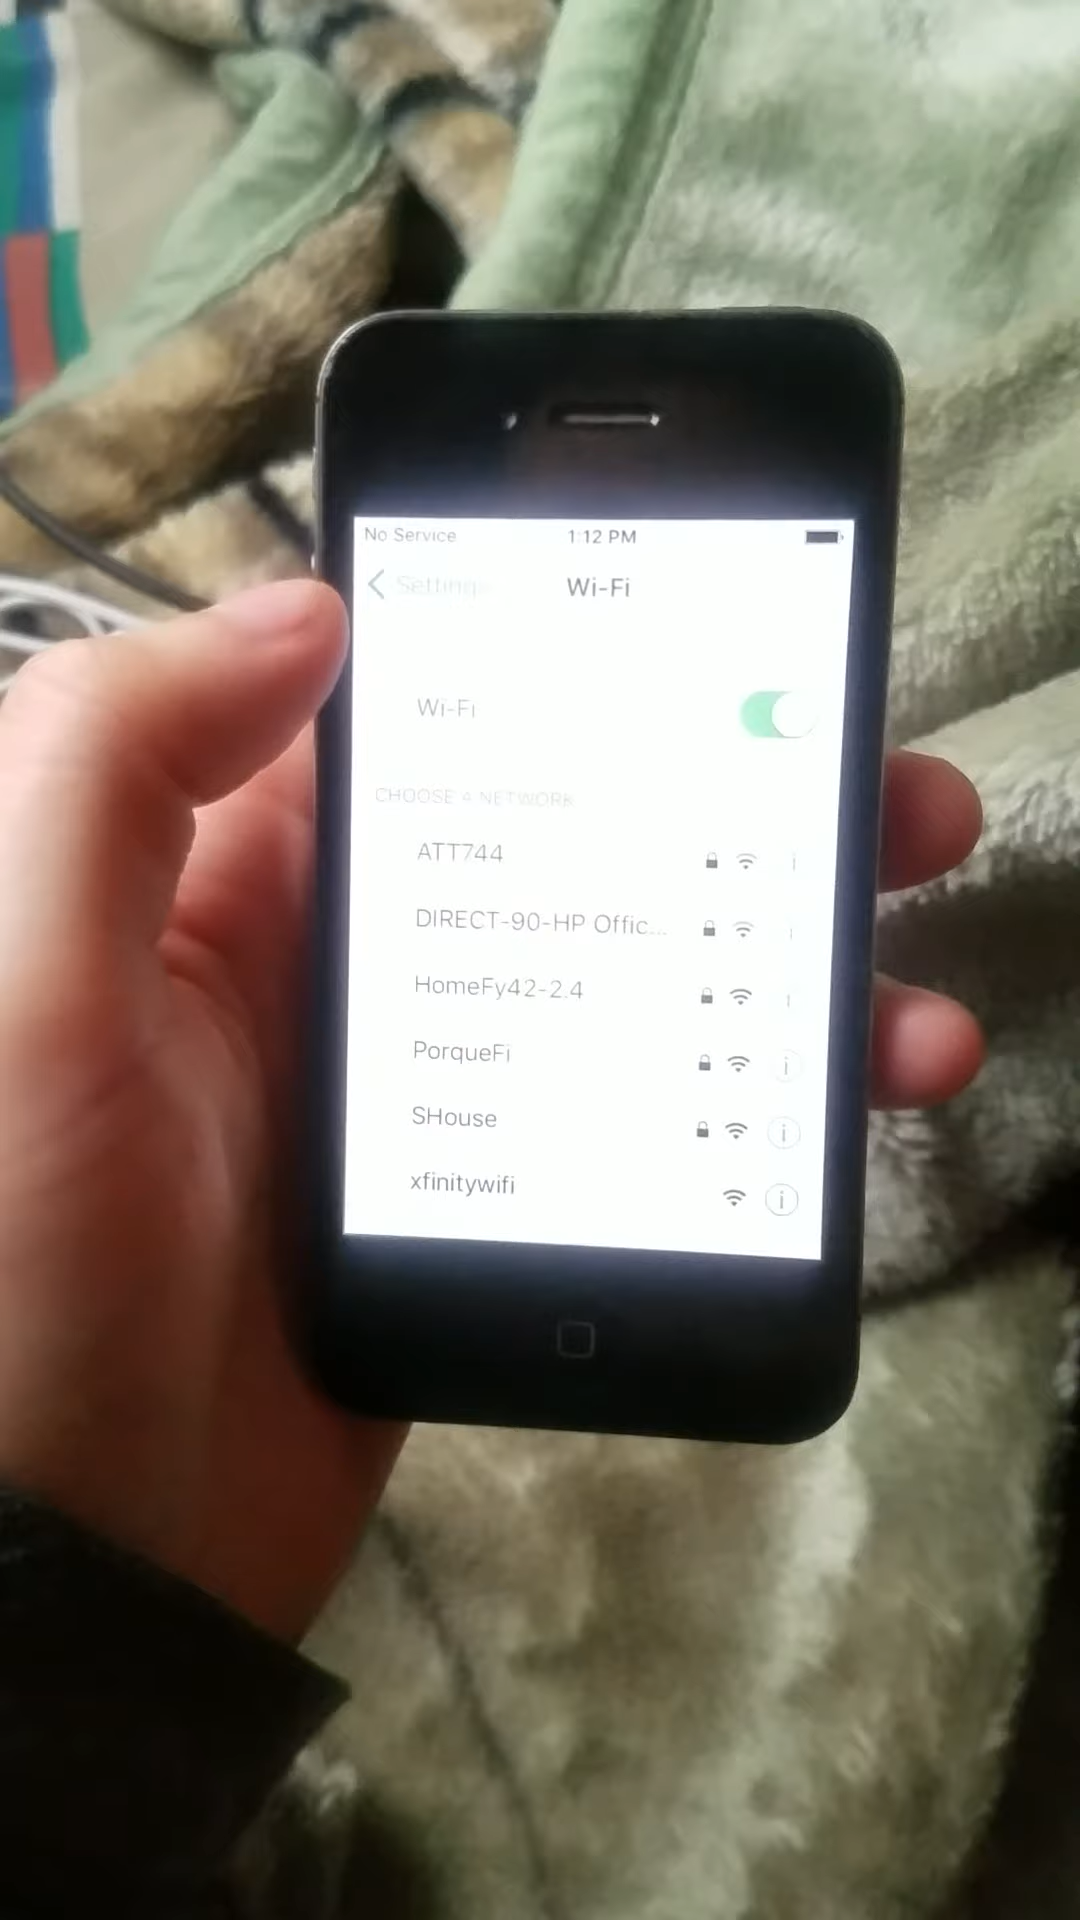 No Service 1:12 PM
Settings Wi-Fi
Wi-Fi
CHOOSE A NETWORK
ATT744
DIRECT-90-HP Offic...
HomeFy42-2.4
PorqueFi
SHouse
xfinitywifi